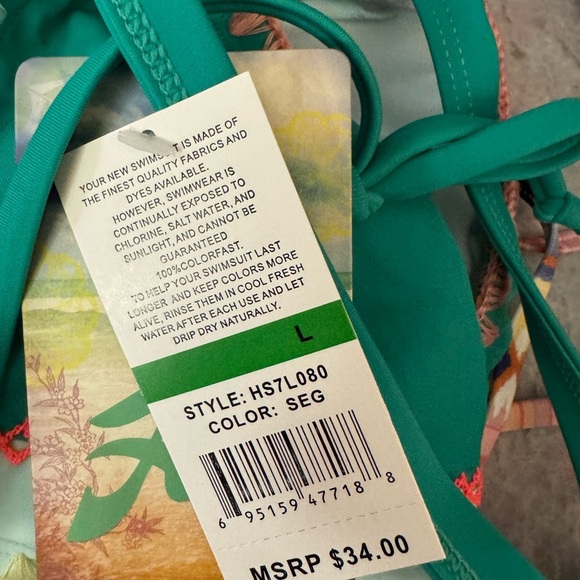 YOUR NEW SWIMSUIT IS MADE OF
THE FINEST QUALITY FABRICS AND
DYES AVAILABLE.
HOWEVER, SWIMWEAR IS
CONTINUALLY EXPOSED TO
CHLORINE, SALT WATER, AND
SUNLIGHT, AND CANNOT BE
GUARANTEED
100%COLORFAST.
TO HELP YOUR SWIMSUIT LAST
LONGER AND KEEP COLORS MORE
ALIVE, RINSE THEM IN COOL FRESH
WATER AFTER EACH USE AND LET
DRIP DRY NATURALLY.
L
STYLE: HS7L080
COLOR: SEG
6 95159 47718 8
MSRP $34.00